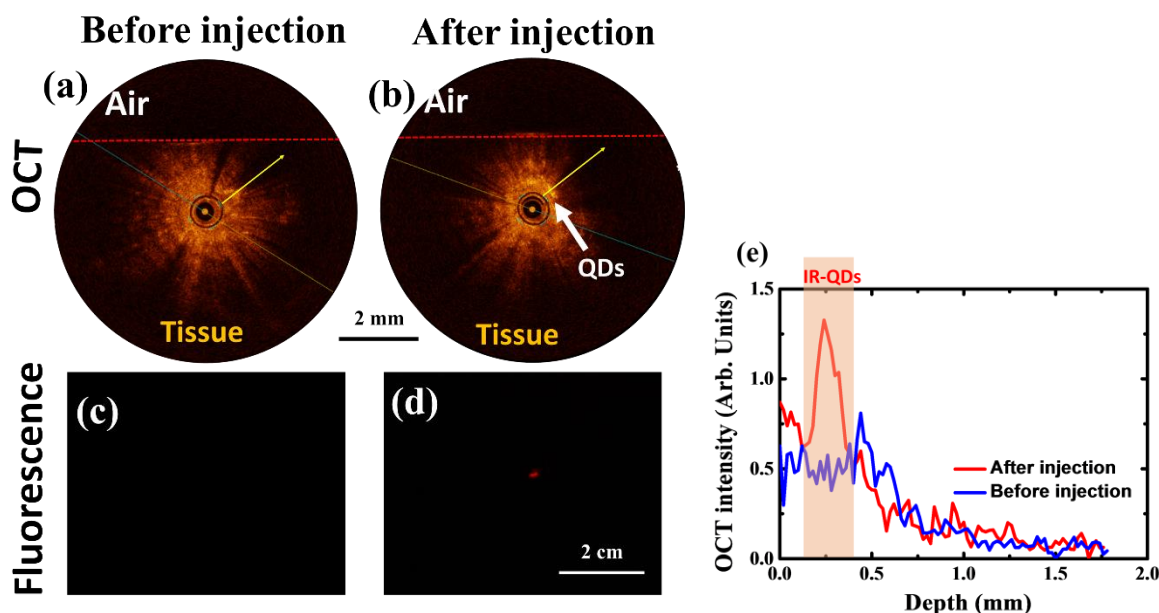 Before injection
After injection
OCT
(a)
Air
Tissue
(b)
Air
QDs
2 mm
Fluorescence
(c)
(d)
2 cm
(e)
IR-QDs
OCT intensity (Arb. Units)
1.5
1.0
0.5
0.0
After injection
Before injection
0.0 0.5 1.0 1.5 2.0
Depth (mm)